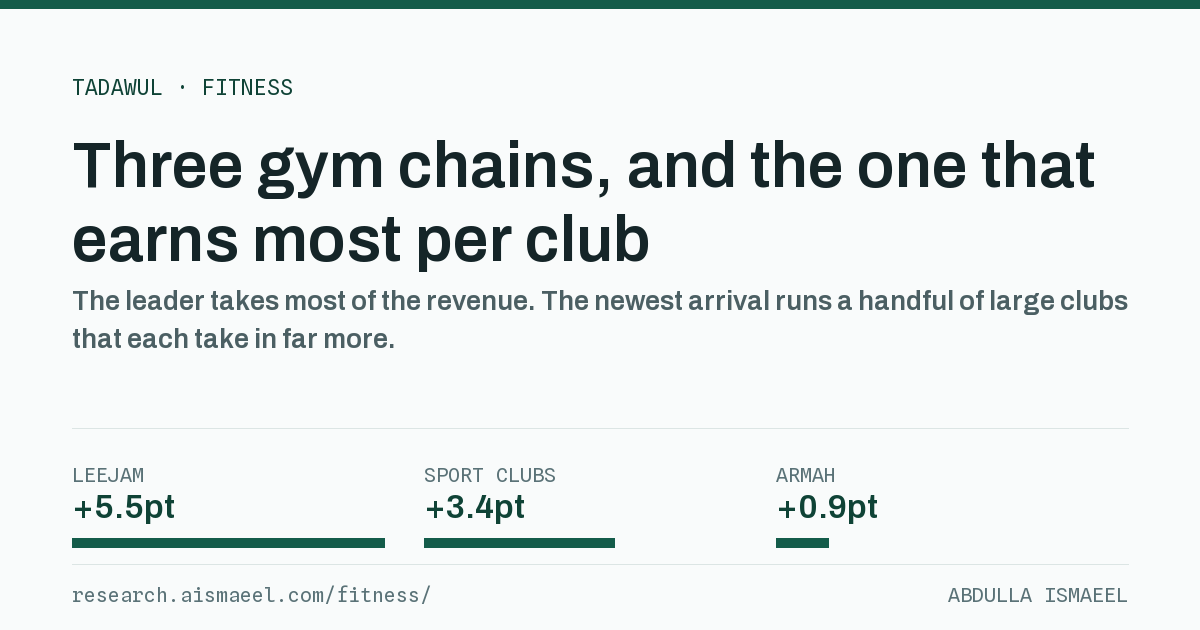 TADAWUL · FITNESS
Three gym chains, and the one that
earns most per club
The leader takes most of the revenue. The newest arrival runs a handful of large clubs
that each take in far more.
LEEJAM
+5.5pt
SPORT CLUBS
+3.4pt
ARMAH
+0.9pt
research.aismaeel.com/fitness/
ABDULLA ISMAEEL